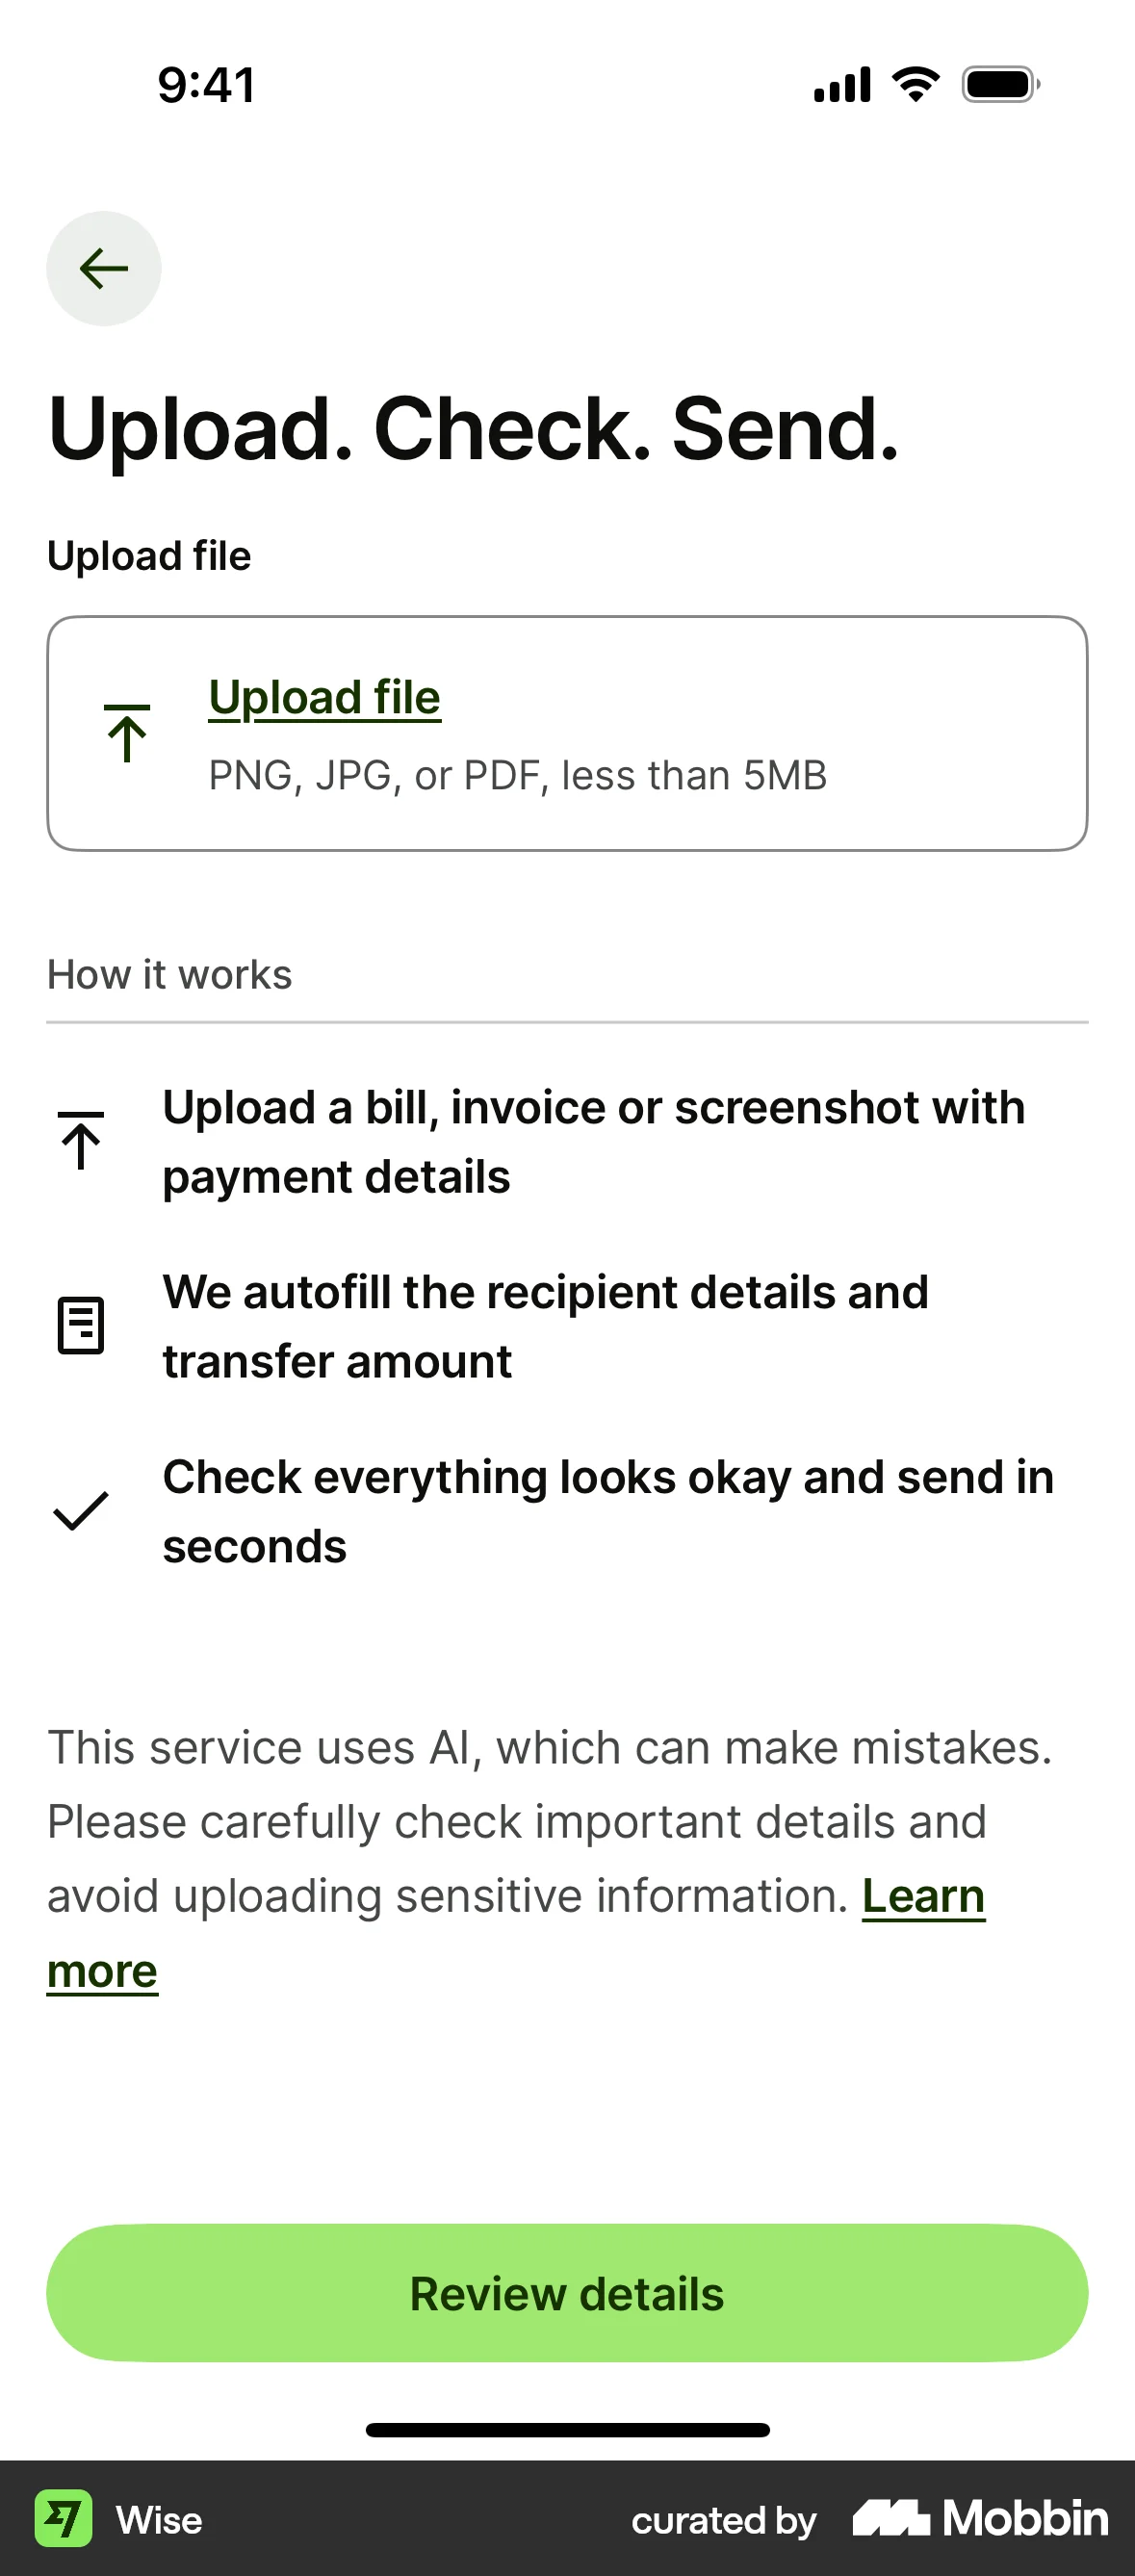 9:41
Upload. Check. Send.
Upload file
Upload file
PNG, JPG, or PDF, less than 5MB
How it works
Upload a bill, invoice or screenshot with
payment details
We autofill the recipient details and
transfer amount
Check everything looks okay and send in
seconds
This service uses AI, which can make mistakes.
Please carefully check important details and
avoid uploading sensitive information. Learn
more
Review details
Wise
curated by Mobbin